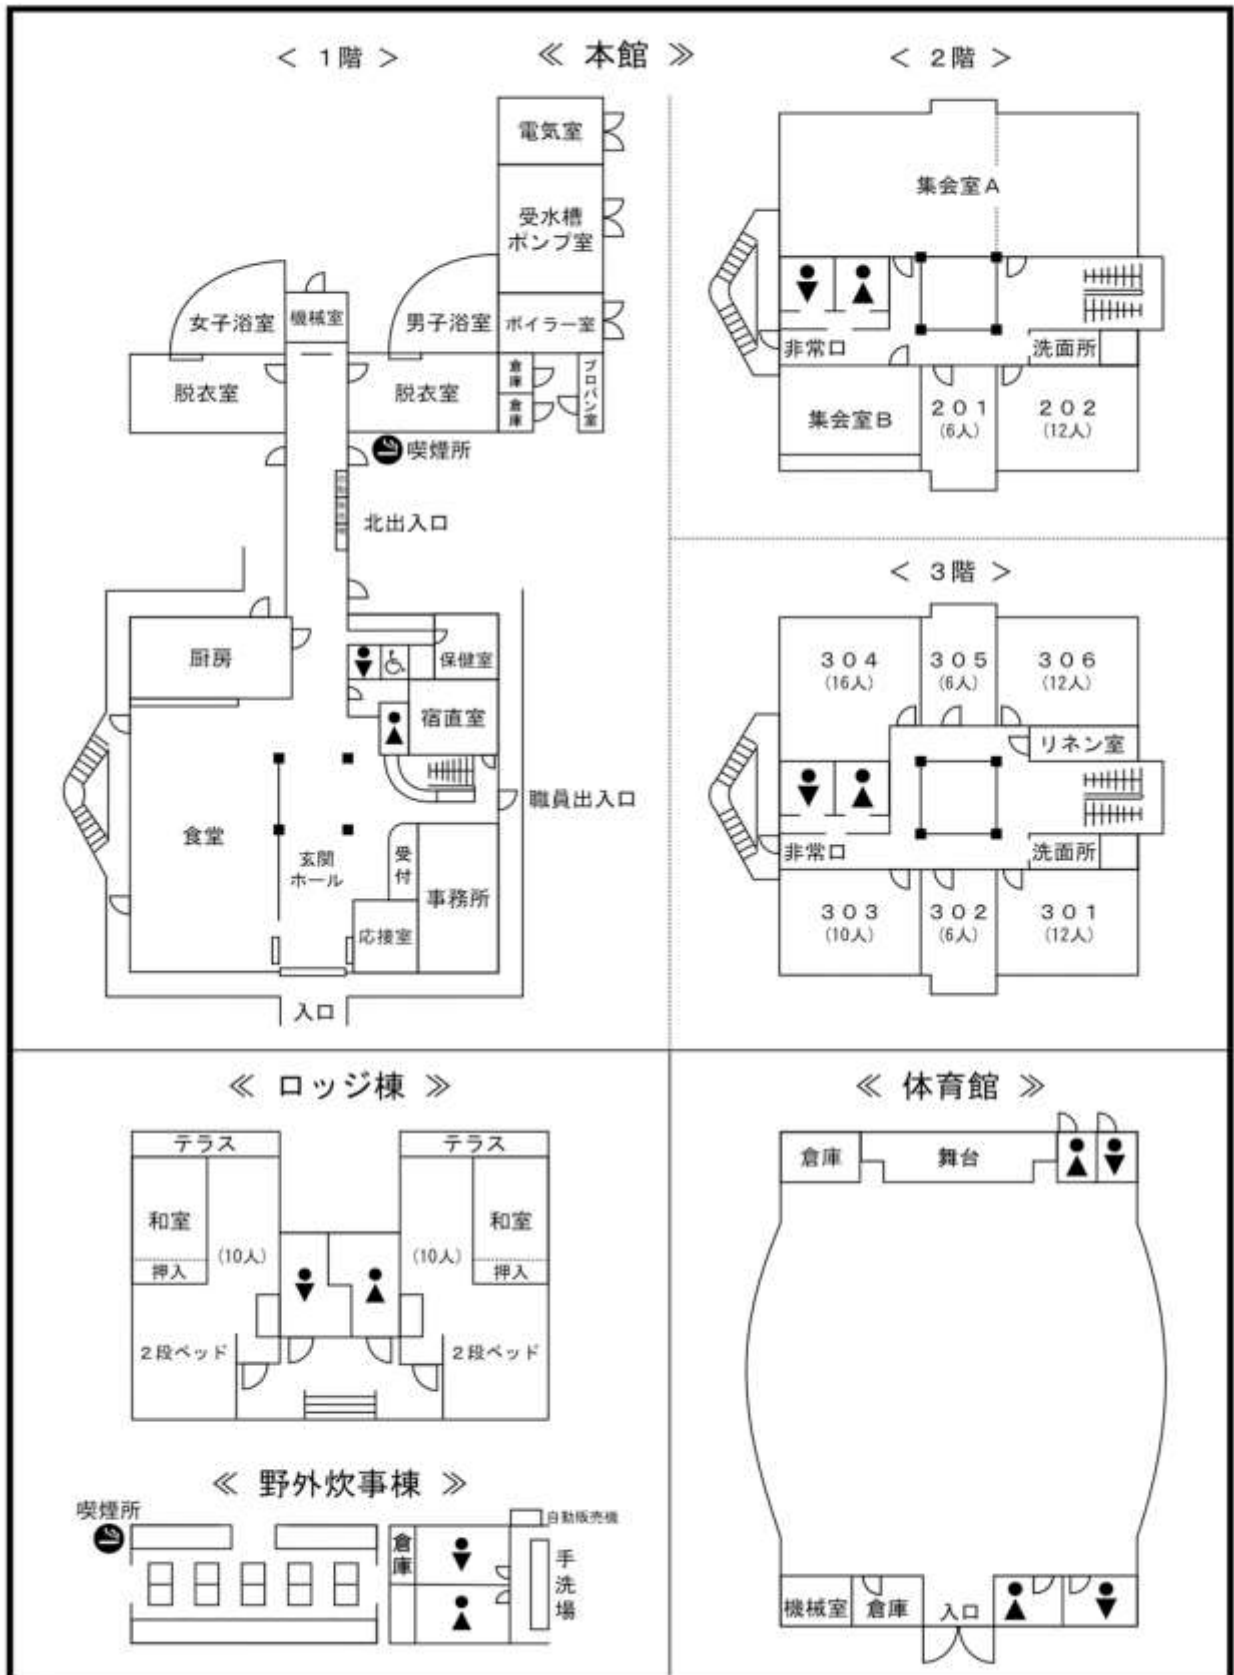 ≪ 本館 ≫
＜ 1階 ＞
電気室
受水槽
ポンプ室
女子浴室
機械室
男子浴室
ボイラー室
脱衣室
脱衣室
倉庫
倉庫
プロパン室
喫煙所
北出入口
厨房
保健室
宿直室
職員出入口
食堂
玄関
ホール
受付
事務所
応接室
入口
＜ 2階 ＞
集会室A
非常口
洗面所
集会室B
201
(6人)
202
(12人)
＜ 3階 ＞
304
(16人)
305
(6人)
306
(12人)
リネン室
非常口
洗面所
303
(10人)
302
(6人)
301
(12人)
≪ ロッジ棟 ≫
テラス
テラス
和室
和室
(10人)
(10人)
押入
押入
2段ベッド
2段ベッド
≪ 野外炊事棟 ≫
喫煙所
自動販売機
倉庫
手洗場
≪ 体育館 ≫
倉庫
舞台
機械室
倉庫
入口